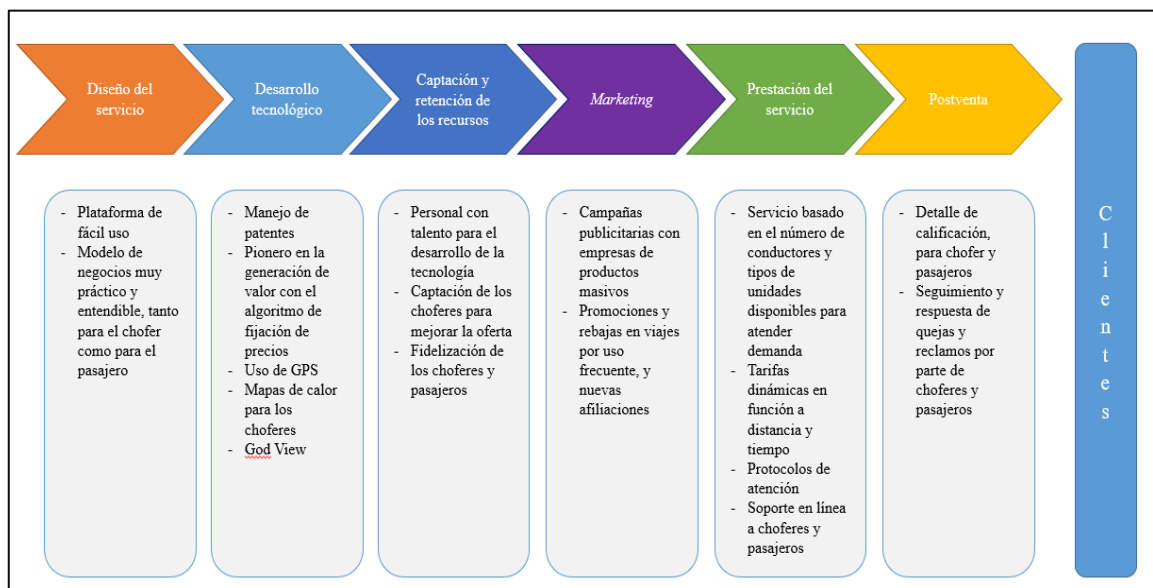 Diseño del
servicio
Desarrollo
tecnológico
Captación y
retención de
los recursos
Marketing
Prestación del
servicio
Postventa
- Plataforma de
fácil uso
- Modelo de
negocios muy
práctico y
entendible, tanto
para el chofer
como para el
pasajero
- Manejo de
patentes
- Pionero en la
generación de
valor con el
algoritmo de
fijación de
precios
- Uso de GPS
- Mapas de calor
para los
choferes
- God View
- Personal con
talento para el
desarrollo de la
tecnología
- Captación de los
choferes para
mejorar la oferta
- Fidelización de
los choferes y
pasajeros
- Campañas
publicitarias con
empresas de
productos
masivos
- Promociones y
rebajas en viajes
por uso
frecuente, y
nuevas
afiliaciones
- Servicio basado
en el número de
conductores y
tipos de
unidades
disponibles para
atender
demanda
- Tarifas
dinámicas en
función a
distancia y
tiempo
- Protocolos de
atención
- Soporte en línea
a choferes y
pasajeros
- Detalle de
calificación,
para chofer y
pasajeros
- Seguimiento y
respuesta de
quejas y
reclamos por
parte de
choferes y
pasajeros
Clientes